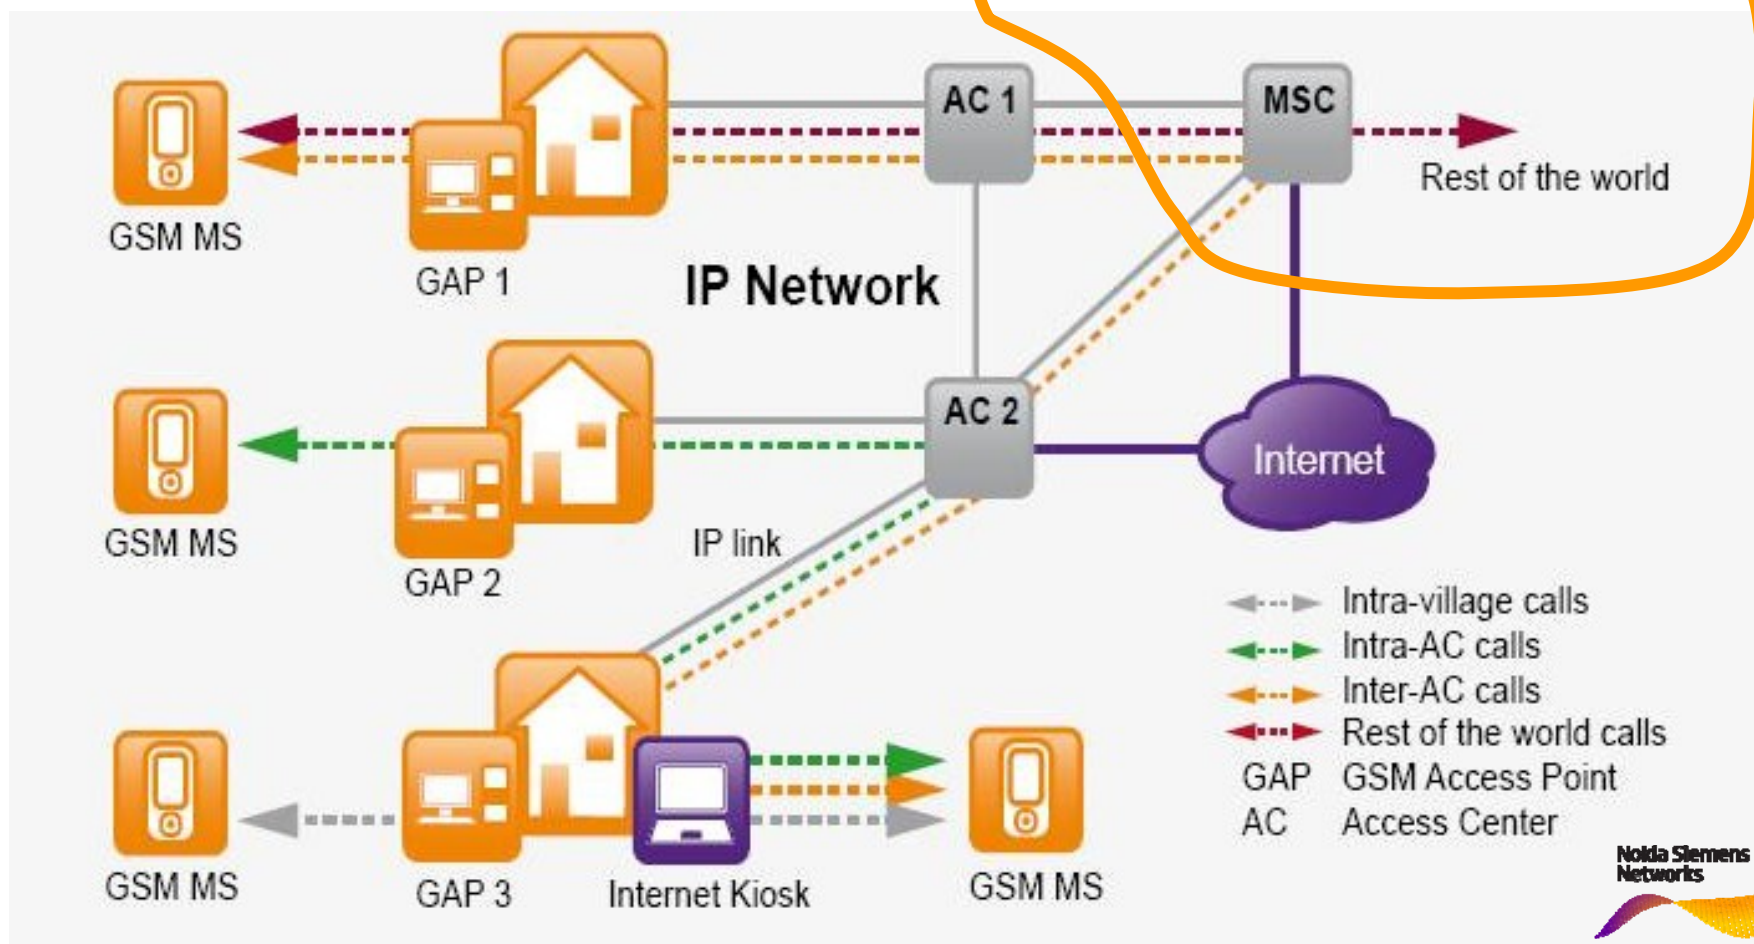 AC 1
MSC
Rest of the world
GSM MS
GAP 1
IP Network
AC 2
Internet
GSM MS
GAP 2
IP link
Intra-village calls
Intra-AC calls
Inter-AC calls
Rest of the world calls
GAP GSM Access Point
AC Access Center
GSM MS
GAP 3
Internet Kiosk
GSM MS
Nokia Siemens
Networks